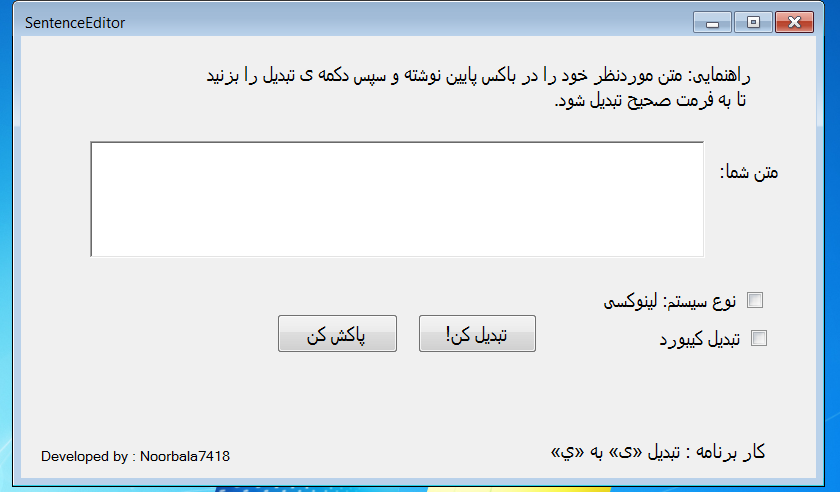 SentenceEditor
راهنمایی: متن موردنظر خود را در باکس پایین نوشته و سپس دکمه ی تبدیل را بزنید
تا به فرمت صحیح تبدیل شود.
متن شما:
نوع سیستم: لینوکسی
تبدیل کیبورد
تبدیل کن!
پاکش کن
کار برنامه : تبدیل «ی» به «ي»
Developed by : Noorbala7418